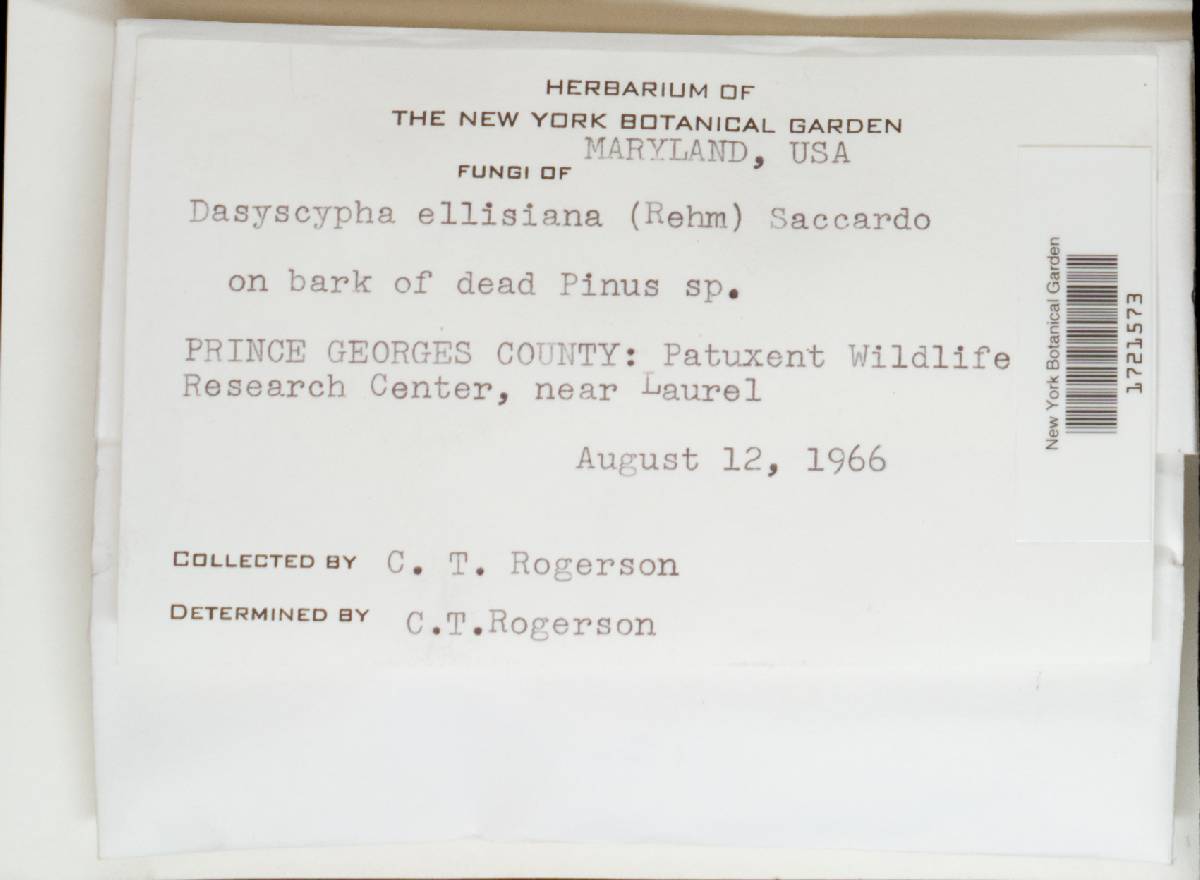 HERBARIUM OF
THE NEW YORK BOTANICAL GARDEN
MARYLAND, USA
FUNGI OF
Dasyscypha ellisiana (Rehm) Saccardo
on bark of dead Pinus sp.
PRINCE GEORGES COUNTY: Patuxent Wildlife
Research Center, near Laurel
August 12, 1966
COLLECTED BY C. T. Rogerson
DETERMINED BY C.T.Rogerson
New York Botanical Garden
1721573